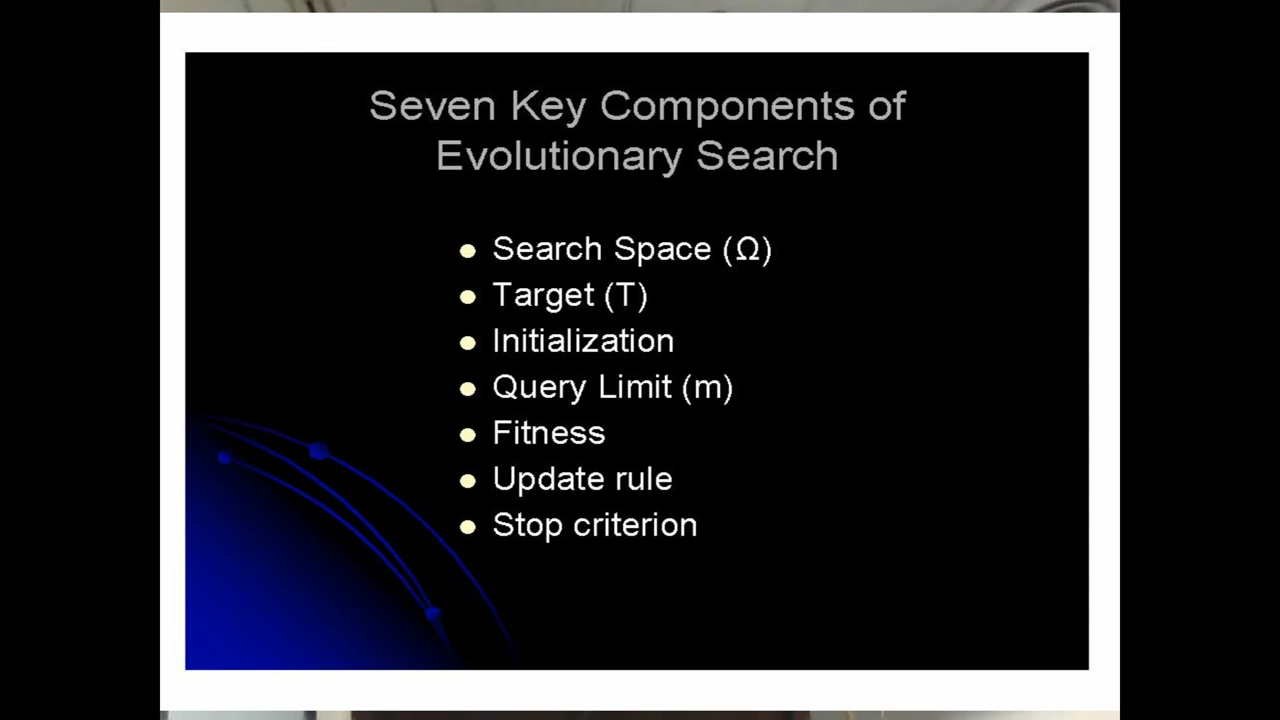 Seven Key Components of
Evolutionary Search
Search Space (Ω)
Target (T)
Initialization
Query Limit (m)
Fitness
Update rule
Stop criterion